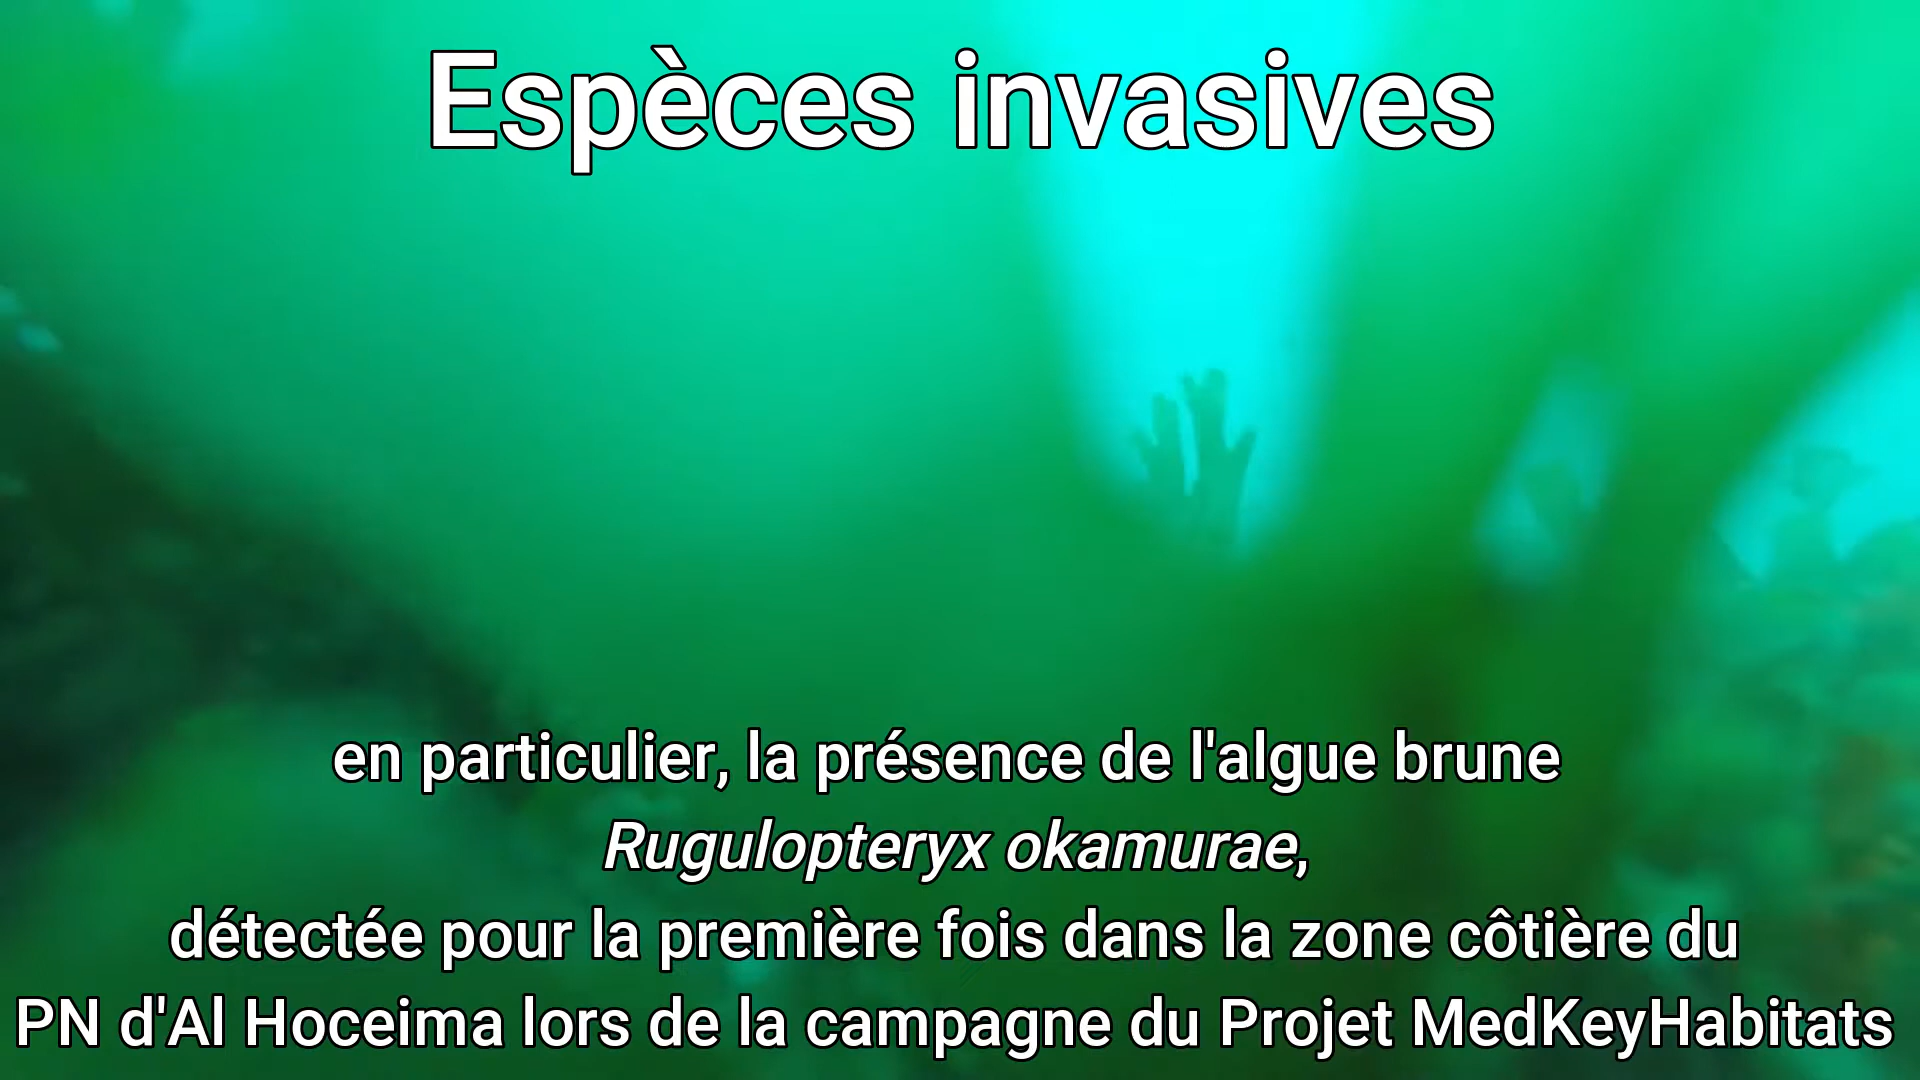 Espèces invasives
en particulier, la présence de l'algue brune
Rugulopteryx okamurae,
détectée pour la première fois dans la zone côtière du
PN d'Al Hoceima lors de la campagne du Projet MedKeyHabitats